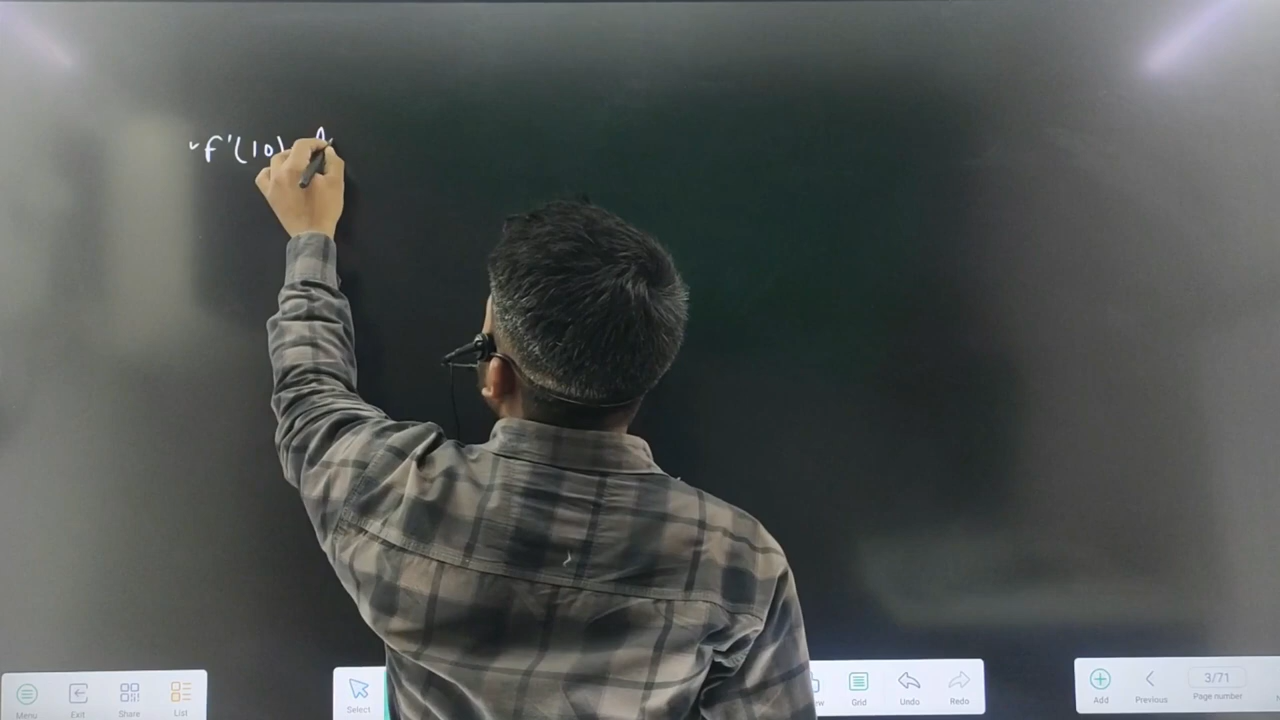 f'(10)
Menu
Exit
Share
List
Select
Grid
Undo
Redo
Add
Previous
3/71
Page number